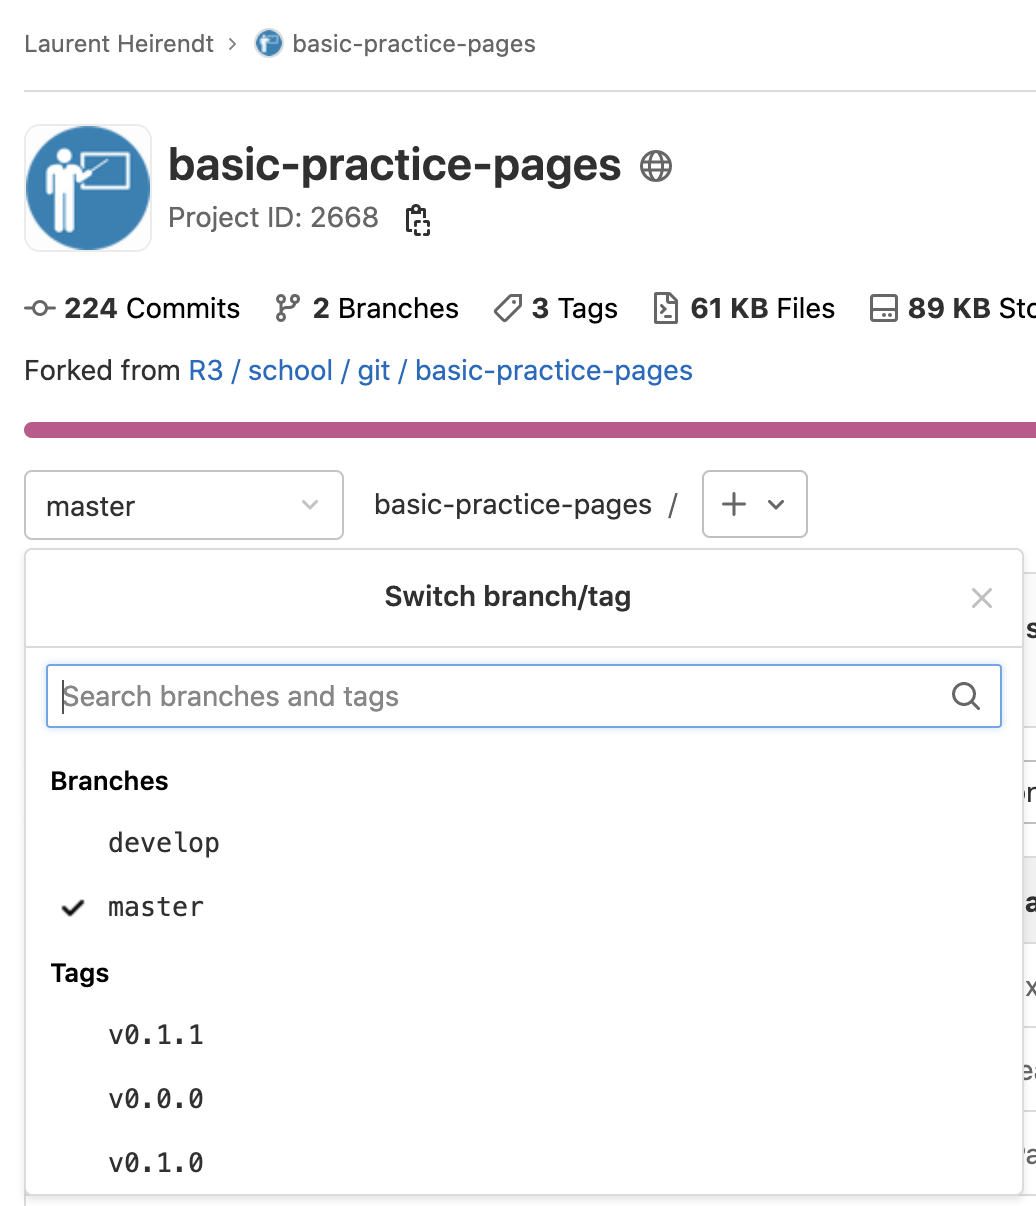 Laurent Heirendt > basic-practice-pages
basic-practice-pages
Project ID: 2668
224 Commits 2 Branches 3 Tags 61 KB Files 89 KB Sto
Forked from R3 / school / git / basic-practice-pages
master basic-practice-pages / +
Switch branch/tag
Search branches and tags
Branches
develop
master
Tags
v0.1.1
v0.0.0
v0.1.0